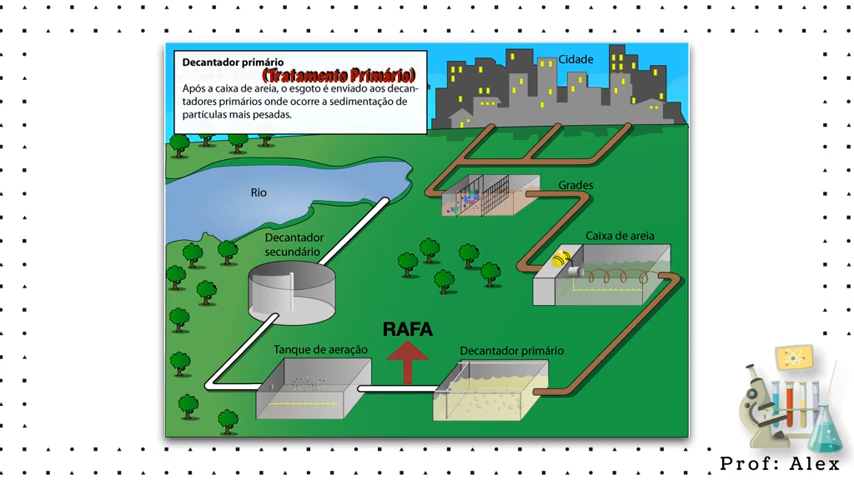 Decantador primário
(Tratamento Primário)
Após a caixa de areia, o esgoto é enviado aos decan-
tadores primários onde ocorre a sedimentação de
partículas mais pesadas.
Cidade
Grades
Rio
Caixa de areia
Decantador
secundário
RAFA
Tanque de aeração
Decantador primário
Prof: Alex